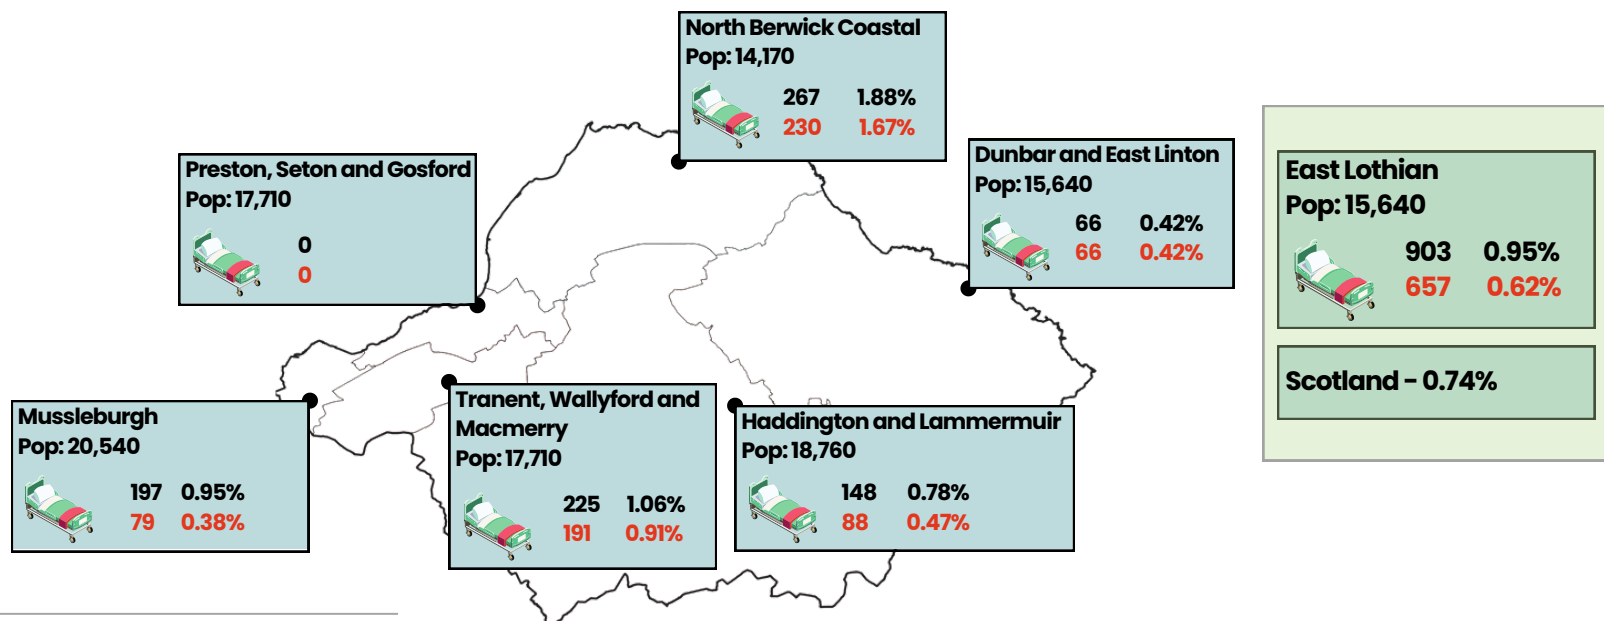 North Berwick Coastal
Pop: 14,170
267 1.88%
230 1.67%
Preston, Seton and Gosford
Pop: 17,710
0
0
Dunbar and East Linton
Pop: 15,640
66 0.42%
66 0.42%
East Lothian
Pop: 15,640
903 0.95%
657 0.62%
Scotland - 0.74%
Mussleburgh
Pop: 20,540
197 0.95%
79 0.38%
Tranent, Wallyford and
Macmerry
Pop: 17,710
225 1.06%
191 0.91%
Haddington and Lammermuir
Pop: 18,760
148 0.78%
88 0.47%